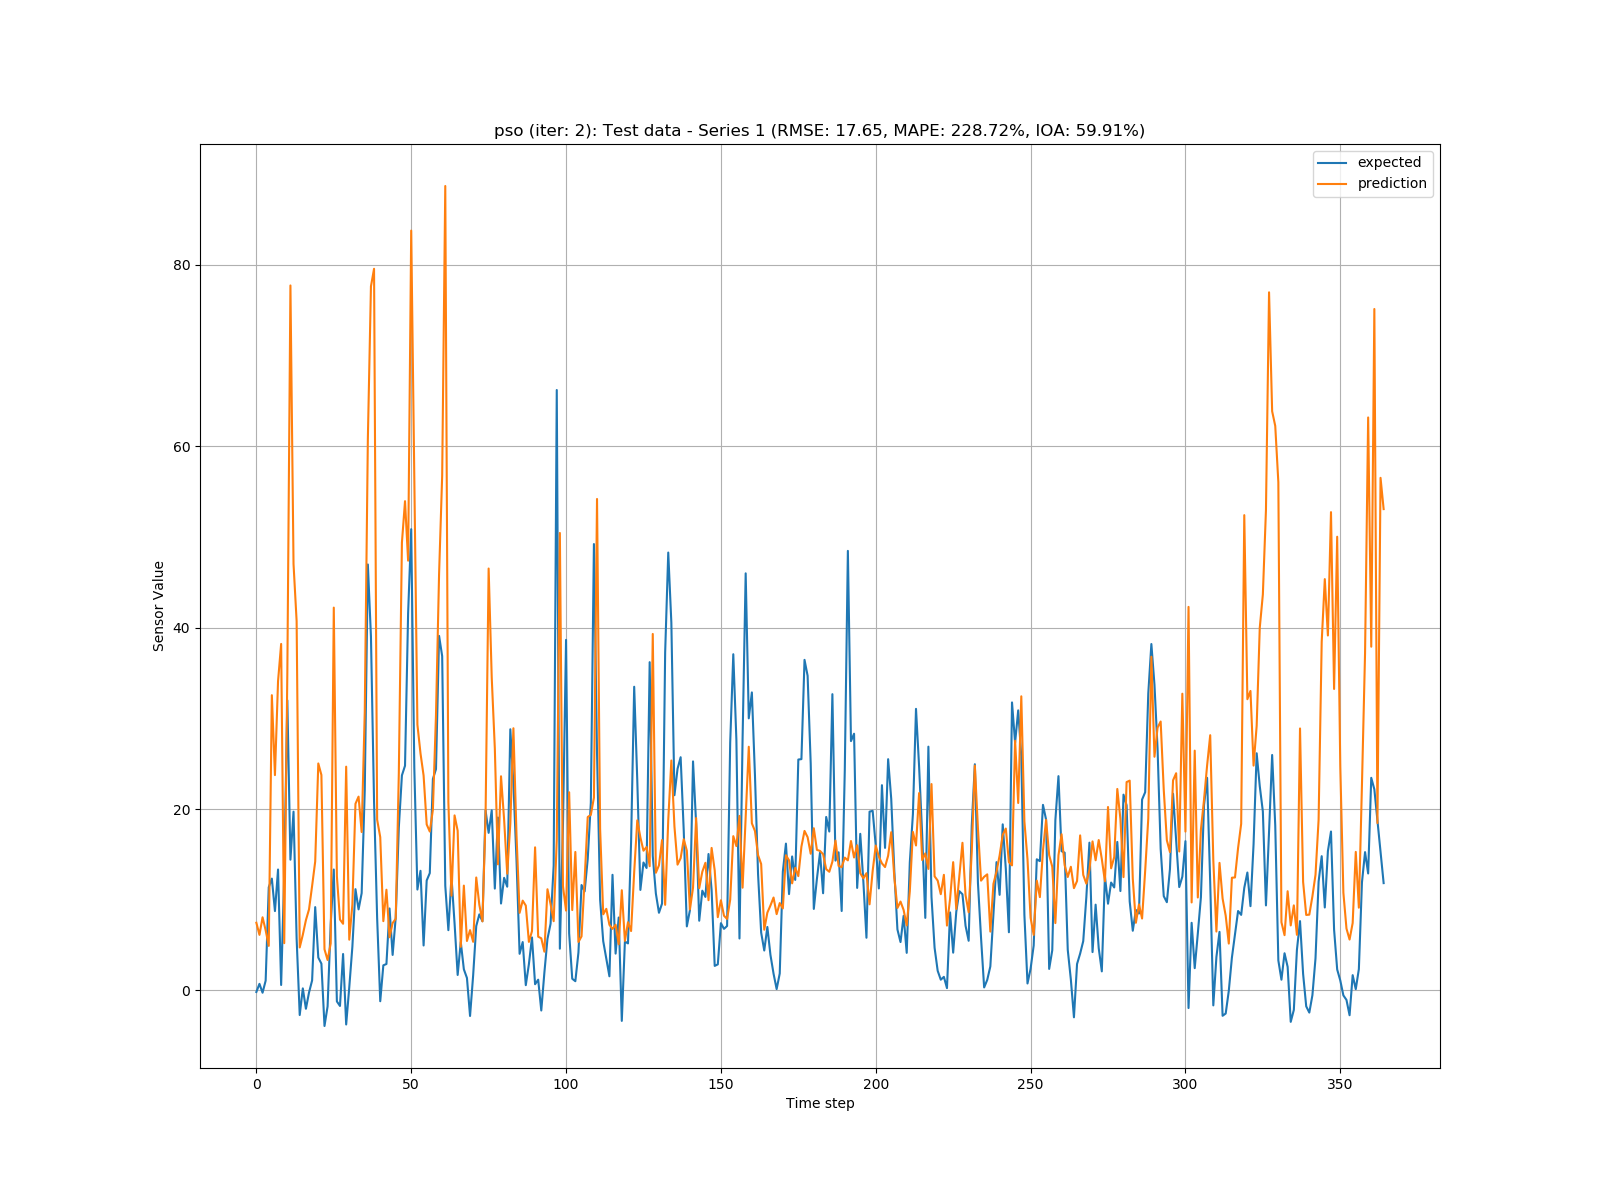 pso (iter: 2): Test data - Series 1 (RMSE: 17.65, MAPE: 228.72%, IOA: 59.91%)
expected
prediction
80
60
40
20
0
Sensor Value
0 50 100 150 200 250 300 350
Time step